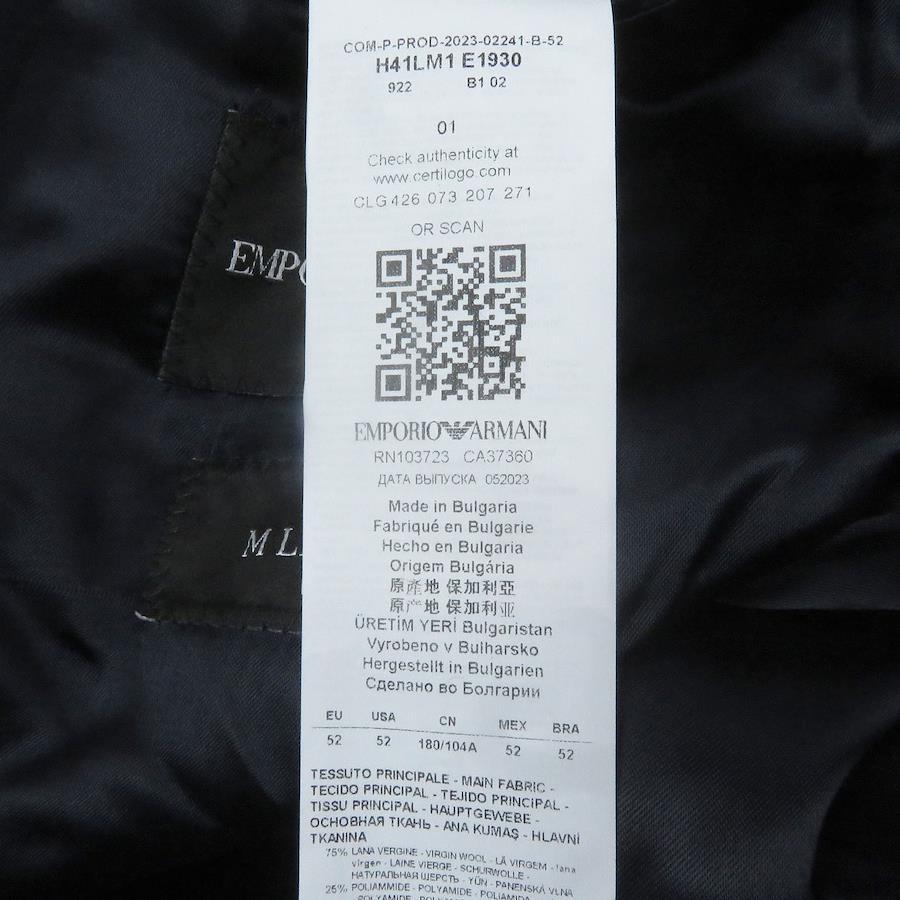 COM-P-PROD-2023-02241-B-52
H41LM1 E1930
922 B1 02
01
Check authenticity at
www.certilogo.com
CLG 426 073 207 271
OR SCAN
EMPORIO ARMANI
RN103723 CA37360
ДАТА ВЫПУСКА 052023
Made in Bulgaria
Fabriqué en Bulgarie
Hecho en Bulgaria
Origem Bulgária
原產地 保加利亞
原产地 保加利亚
ÜRETİM YERİ Bulgaristan
Vyrobeno v Bulharsko
Hergestellt in Bulgarien
Сделано во Болгарии
EU USA CN MEX BRA
52 52 180/104A 52 52
TESSUTO PRINCIPALE - MAIN FABRIC -
TECIDO PRINCIPAL - TEJIDO PRINCIPAL -
TISSU PRINCIPAL - HAUPTGEWEBE -
ОСНОВНАЯ ТКАНЬ - ANA KUMAŞ - HLAVNÍ
TKANINA
75% LANA VERGINE - VIRGIN WOOL - LÃ VIRGEM - lana
virgen - LAINE VIERGE - SCHURWOLLE -
НАТУРАЛЬНАЯ ШЕРСТЬ - YÜN - PANENSKÁ VLNA
25% POLIAMMIDE - POLYAMIDE - POLIAMIDA
EMPO
M L